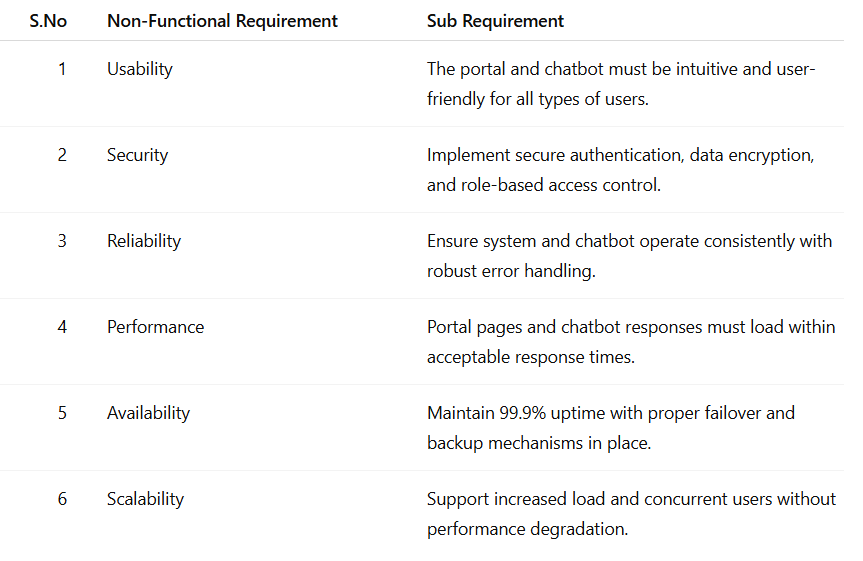 S.No Non-Functional Requirement Sub Requirement
1 Usability The portal and chatbot must be intuitive and user-
friendly for all types of users.
2 Security Implement secure authentication, data encryption,
and role-based access control.
3 Reliability Ensure system and chatbot operate consistently with
robust error handling.
4 Performance Portal pages and chatbot responses must load within
acceptable response times.
5 Availability Maintain 99.9% uptime with proper failover and
backup mechanisms in place.
6 Scalability Support increased load and concurrent users without
performance degradation.